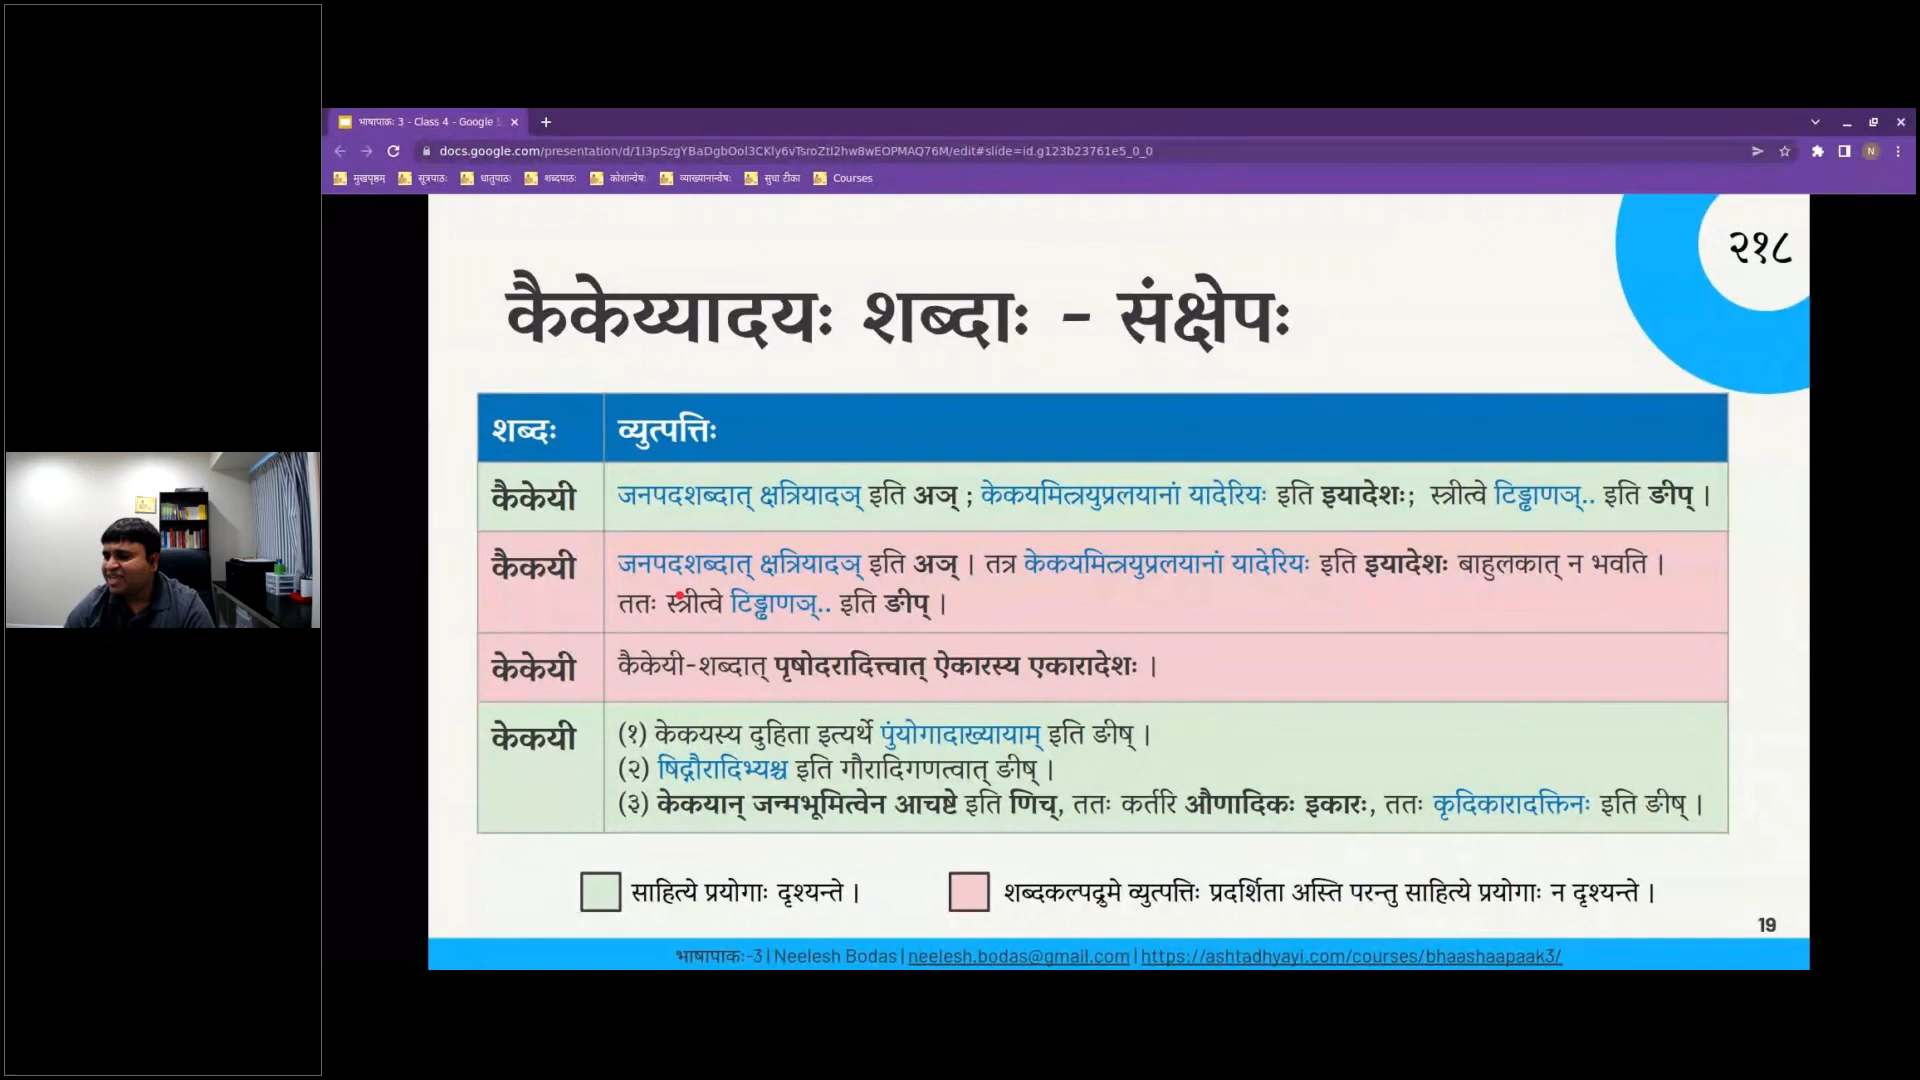 भाषापाकः 3 - Class 4 - Google S
docs.google.com/presentation/d/1I3pSzgYBaDgbOol3CKly6vTsroZtI2hw8wEOPMAQ76M/edit#slide=id.g123b23761e5_0_0
N
मुखपृष्ठम् सूत्रपाठः धातुपाठः शब्दपाठः कोशान्वेषः व्याख्यानान्वेषः सुधा टीका Courses
२१८
कैकेय्यादयः शब्दाः - संक्षेपः
शब्दः व्युत्पत्तिः
कैकेयी जनपदशब्दात् क्षत्रियादञ् इति अञ् ; केकयमित्रयुप्रलयानां यादेरियः इति इयादेशः; स्त्रीत्वे टिड्ढाणञ्.. इति ङीप् ।
कैकयी जनपदशब्दात् क्षत्रियादञ् इति अञ् । तत्र केकयमित्रयुप्रलयानां यादेरियः इति इयादेशः बाहुलकात् न भवति ।
ततः स्त्रीत्वे टिड्ढाणञ्.. इति ङीप् ।
केकेयी कैकेयी-शब्दात् पृषोदरादित्त्वात् ऐकारस्य एकारादेशः ।
केकयी (१) केकयस्य दुहिता इत्यर्थे पुंयोगादाख्यायाम् इति ङीष् ।
(२) षिद्गौरादिभ्यश्च इति गौरादिगणत्वात् ङीष् ।
(३) केकयान् जन्मभूमित्वेन आचष्टे इति णिच्, ततः कर्तरि औणादिकः इकारः, ततः कृदिकारादक्तिनः इति ङीष् ।
साहित्ये प्रयोगाः दृश्यन्ते । शब्दकल्पद्रुमे व्युत्पत्तिः प्रदर्शिता अस्ति परन्तु साहित्ये प्रयोगाः न दृश्यन्ते ।
19
भाषापाकः-3 | Neelesh Bodas | neelesh.bodas@gmail.com | https://ashtadhyayi.com/courses/bhaashaapaak3/